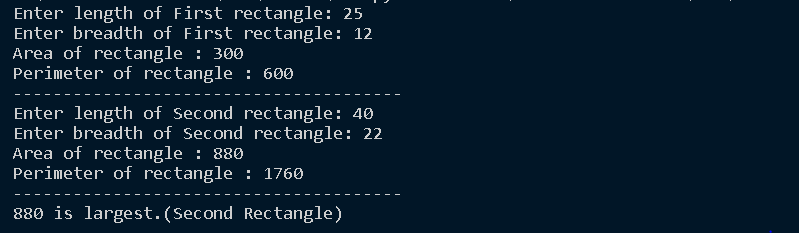 Enter length of First rectangle: 25
Enter breadth of First rectangle: 12
Area of rectangle : 300
Perimeter of rectangle : 600
---------------------------------------
Enter length of Second rectangle: 40
Enter breadth of Second rectangle: 22
Area of rectangle : 880
Perimeter of rectangle : 1760
---------------------------------------
880 is largest.(Second Rectangle)